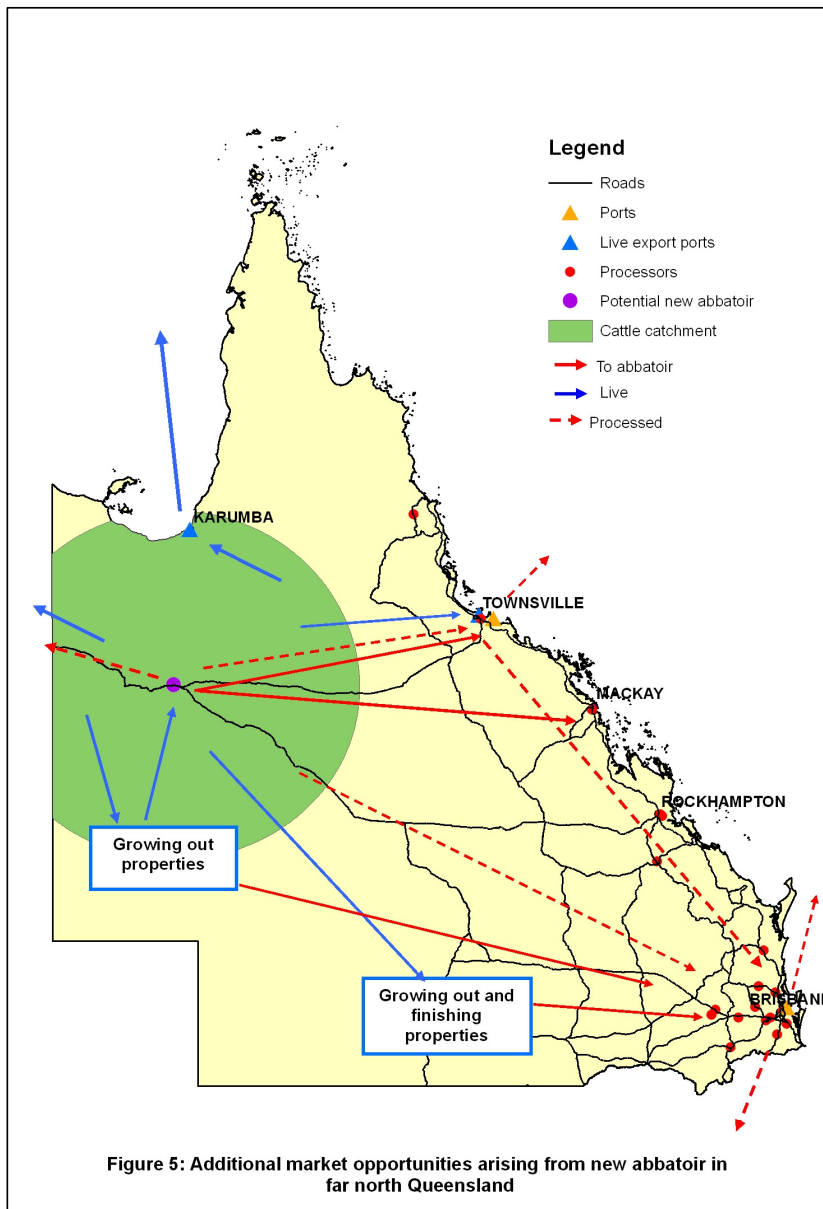 Legend
Roads
Ports
Live export ports
Processors
Potential new abbatoir
Cattle catchment
To abbatoir
Live
Processed
KARUMBA
TOWNSVILLE
MACKAY
ROCKHAMPTON
Growing out
properties
Growing out and
finishing
properties
BRISBANE
Figure 5: Additional market opportunities arising from new abbatoir in
far north Queensland